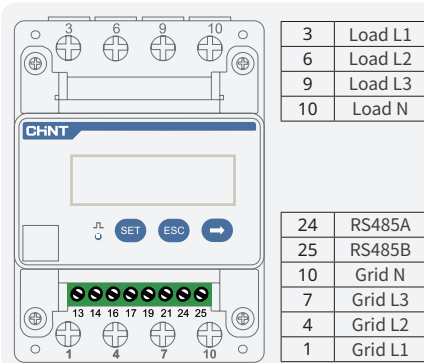 3 6 9 10
CHNT
SET ESC
13 14 16 17 19 21 24 25
1 4 7 10
3 Load L1
6 Load L2
9 Load L3
10 Load N
24 RS485A
25 RS485B
10 Grid N
7 Grid L3
4 Grid L2
1 Grid L1